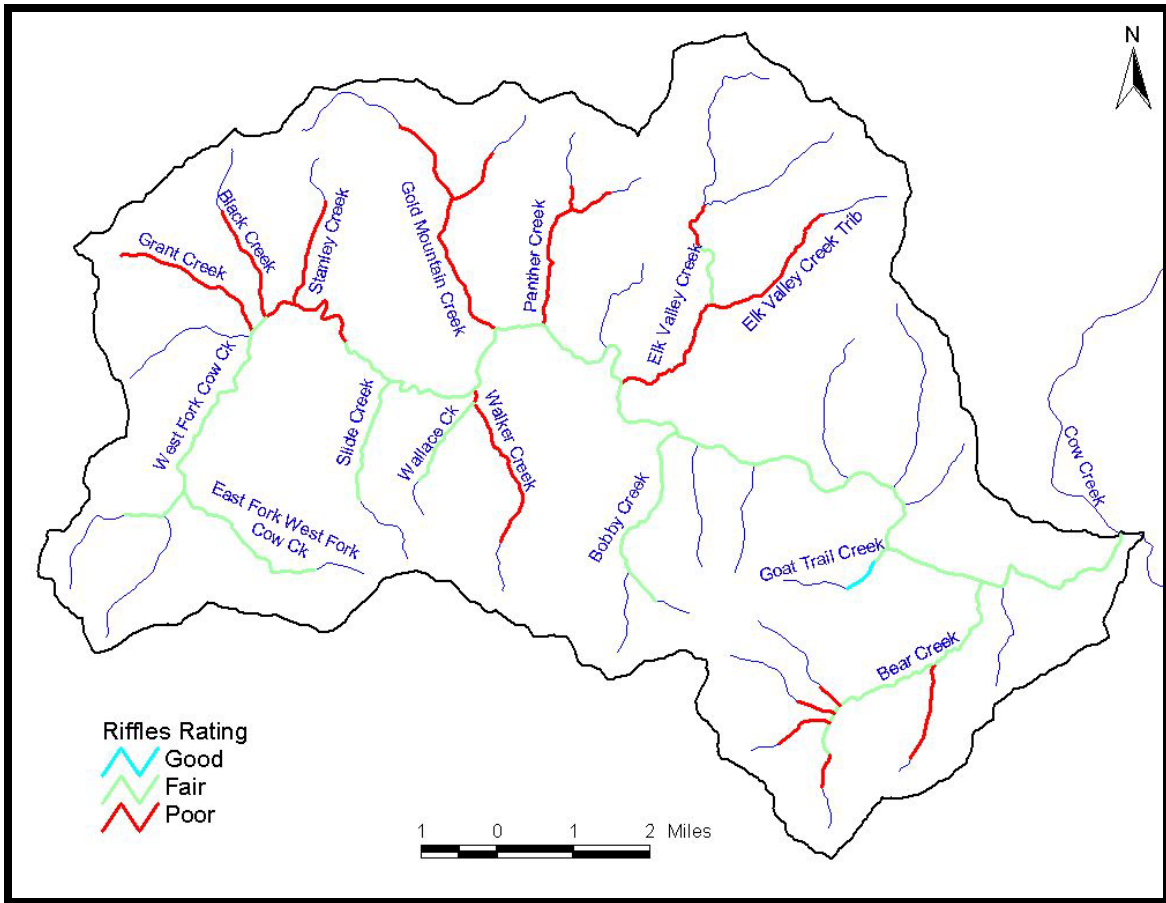 N
Black Creek
Grant Creek
Stanley Creek
Gold Mountain Creek
Panther Creek
Elk Valley Creek
Elk Valley Creek Trib
West Fork Cow Ck
Slide Creek
Wallace Ck
Walker Creek
East Fork West Fork
Cow Ck
Bobby Creek
Goat Trail Creek
Cow Creek
Bear Creek
Riffles Rating
Good
Fair
Poor
1 0 1 2 Miles